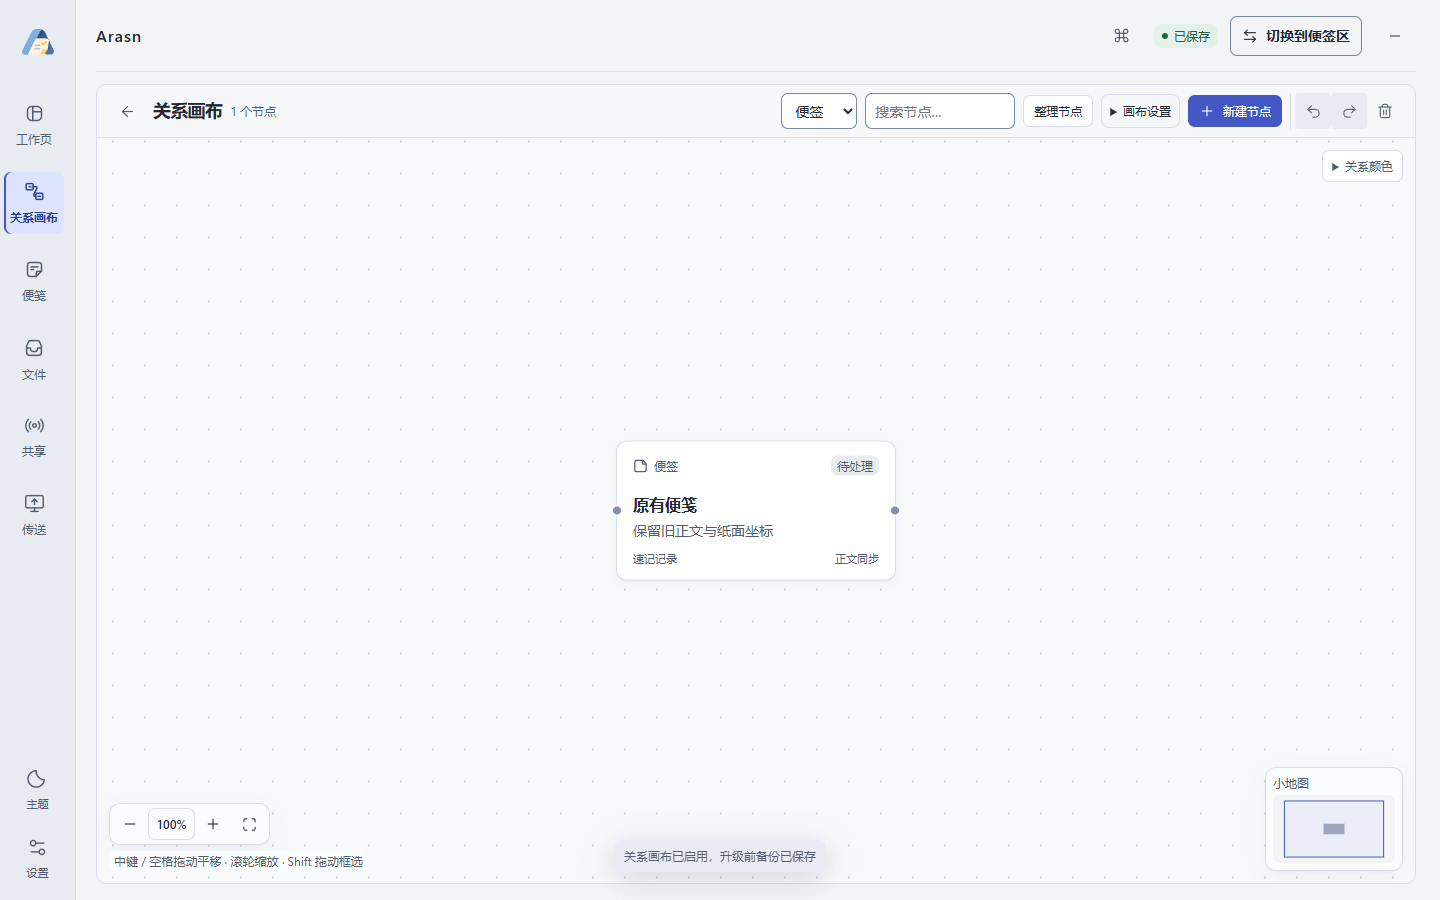 Arasn
已保存
切换到便签区
工作页
关系画布
便笺
文件
共享
传送
主题
设置
关系画布 1 个节点
便签
搜索节点...
整理节点
画布设置
新建节点
关系颜色
便签
待处理
原有便笺
保留旧正文与纸面坐标
速记记录
正文同步
100%
中键 / 空格拖动平移 · 滚轮缩放 · Shift 拖动框选
关系画布已启用，升级前备份已保存
小地图